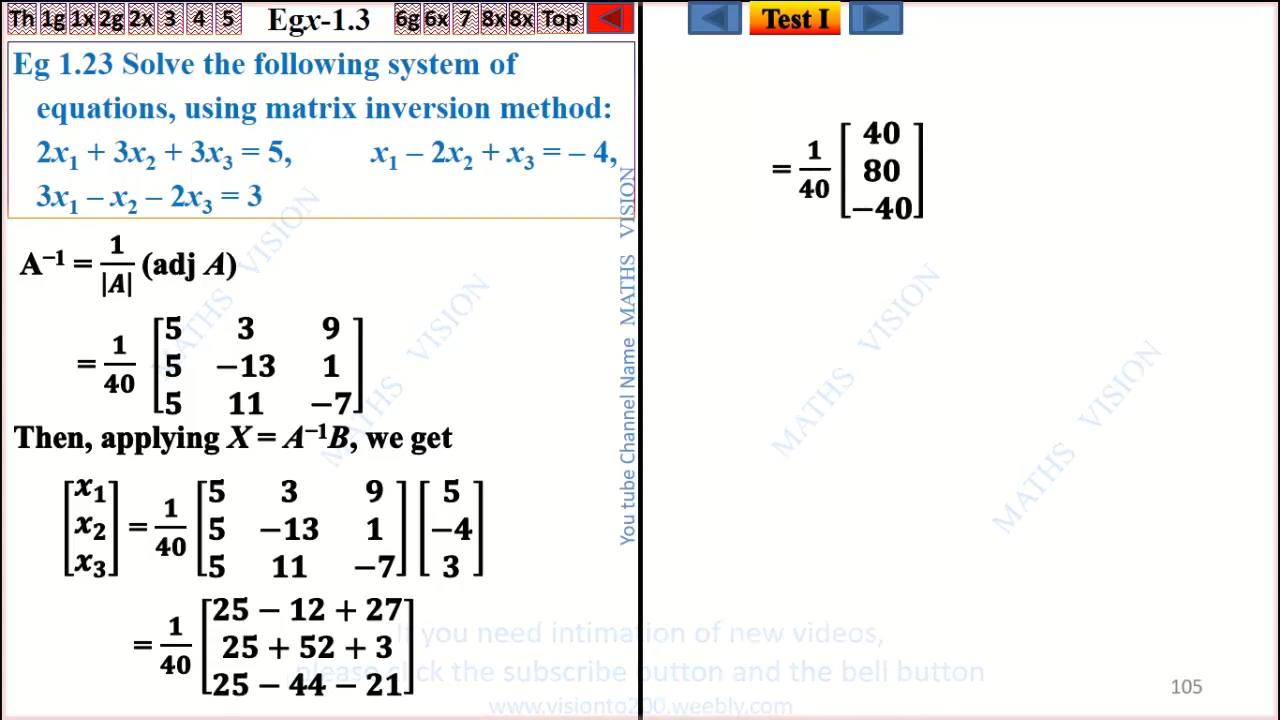 Th 1g 1x 2g 2x 3 4 5 Egx-1.3 6g 6x 7 8x 8x Top
Test I
Eg 1.23 Solve the following system of
equations, using matrix inversion method:
2x₁ + 3x₂ + 3x₃ = 5, x₁ – 2x₂ + x₃ = – 4,
3x₁ – x₂ – 2x₃ = 3
A⁻¹ = 1/|A| (adj A)
= 1/40 [5 3 9
5 −13 1
5 11 −7]
Then, applying X = A⁻¹B, we get
[x₁ x₂ x₃] = 1/40 [5 3 9
5 −13 1
5 11 −7] [5 −4 3]
= 1/40 [25 − 12 + 27
25 + 52 + 3
25 − 44 − 21]
= 1/40 [40
80
−40]
You tube Channel Name MATHS VISION
MATHS VISION
MATHS VISION
MATHS VISION
MATHS VISION
If you need intimation of new videos,
please click the subscribe button and the bell button
www.visionto200.weebly.com
105